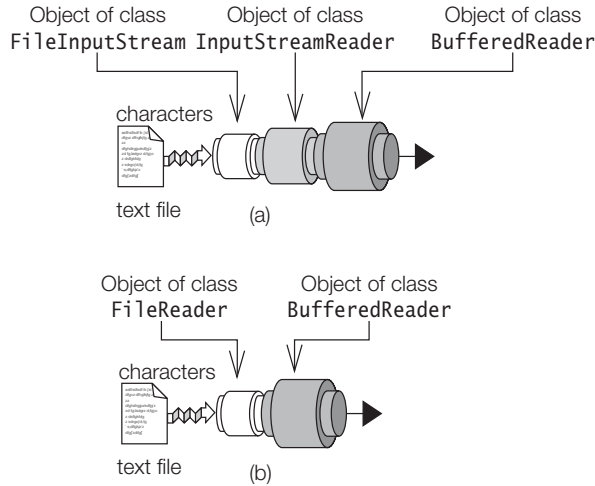 Object of class Object of class Object of class
FileInputStream InputStreamReader BufferedReader
characters
text file
(a)
Object of class Object of class
FileReader BufferedReader
characters
text file
(b)